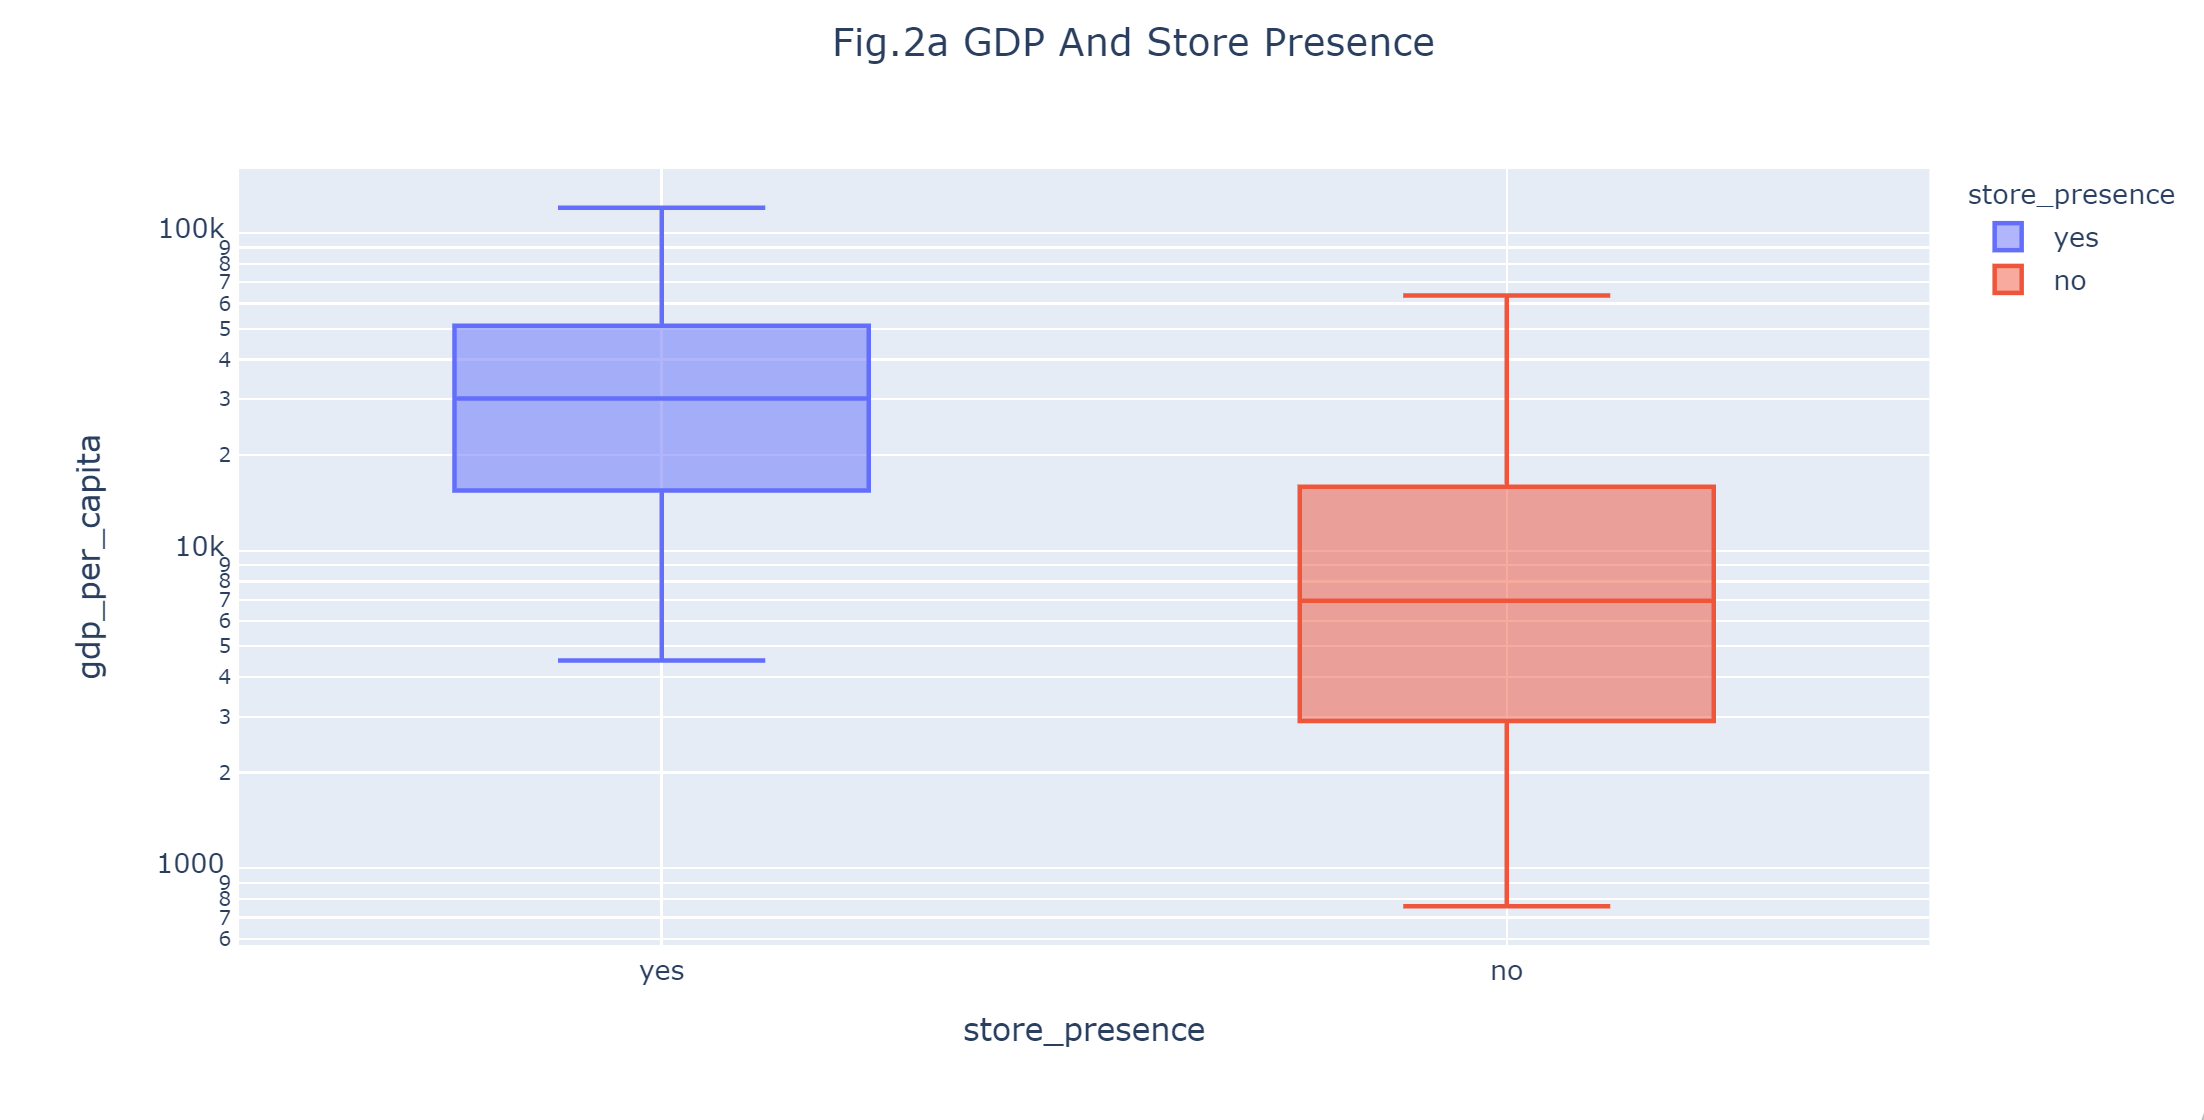 Fig.2a GDP And Store Presence
store_presence
yes
no
100k
9
8
7
6
5
4
3
2
10k
9
8
7
6
5
4
3
2
1000
9
8
7
6
gdp_per_capita
yes
no
store_presence